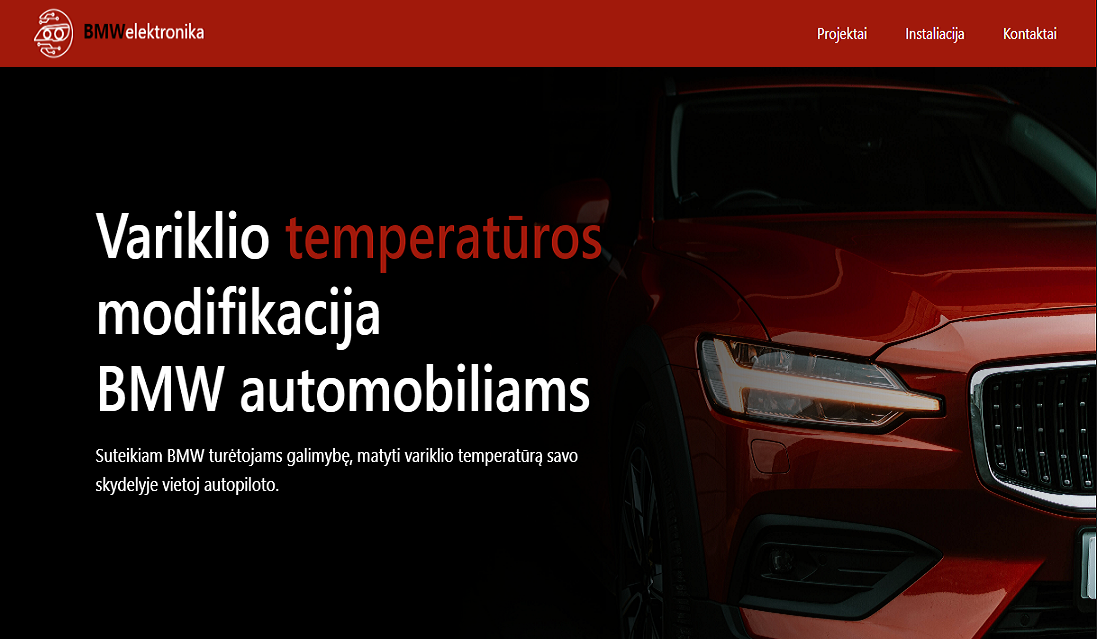 BMWelektronika
Projektai
Instaliacija
Kontaktai
Variklio temperatūros
modifikacija
BMW automobiliams
Suteikiam BMW turėtojams galimybę, matyti variklio temperatūrą savo
skydelyje vietoj autopiloto.